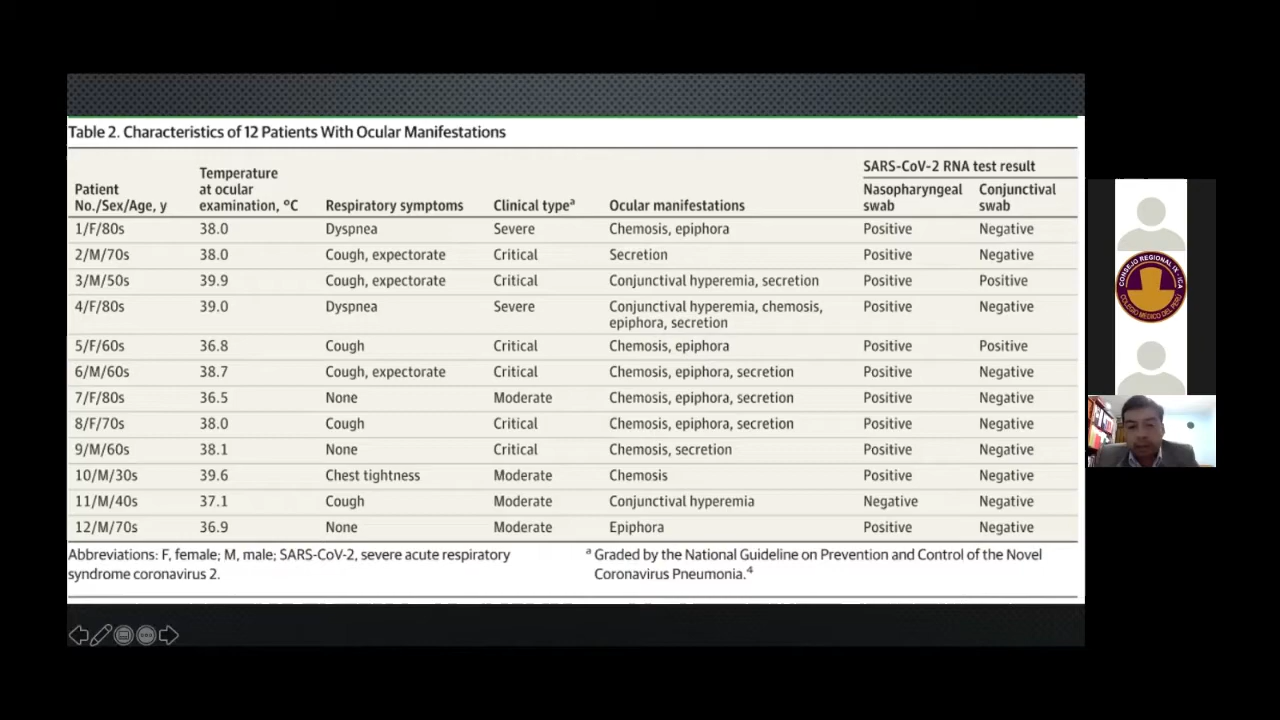 Table 2. Characteristics of 12 Patients With Ocular Manifestations
Patient No./Sex/Age, y Temperature at ocular examination, °C Respiratory symptoms Clinical typeᵃ Ocular manifestations SARS-CoV-2 RNA test result Nasopharyngeal swab Conjunctival swab
1/F/80s 38.0 Dyspnea Severe Chemosis, epiphora Positive Negative
2/M/70s 38.0 Cough, expectorate Critical Secretion Positive Negative
3/M/50s 39.9 Cough, expectorate Critical Conjunctival hyperemia, secretion Positive Positive
4/F/80s 39.0 Dyspnea Severe Conjunctival hyperemia, chemosis, Positive Negative
epiphora, secretion
5/F/60s 36.8 Cough Critical Chemosis, epiphora Positive Positive
6/M/60s 38.7 Cough, expectorate Critical Chemosis, epiphora, secretion Positive Negative
7/F/80s 36.5 None Moderate Chemosis, epiphora, secretion Positive Negative
8/F/70s 38.0 Cough Critical Chemosis, epiphora, secretion Positive Negative
9/M/60s 38.1 None Critical Chemosis, secretion Positive Negative
10/M/30s 39.6 Chest tightness Moderate Chemosis Positive Negative
11/M/40s 37.1 Cough Moderate Conjunctival hyperemia Negative Negative
12/M/70s 36.9 None Moderate Epiphora Positive Negative
Abbreviations: F, female; M, male; SARS-CoV-2, severe acute respiratory
syndrome coronavirus 2.
ᵃ Graded by the National Guideline on Prevention and Control of the Novel
Coronavirus Pneumonia.⁴
CONSEJO REGIONAL IX - ICA
COLEGIO MÉDICO DEL PERÚ